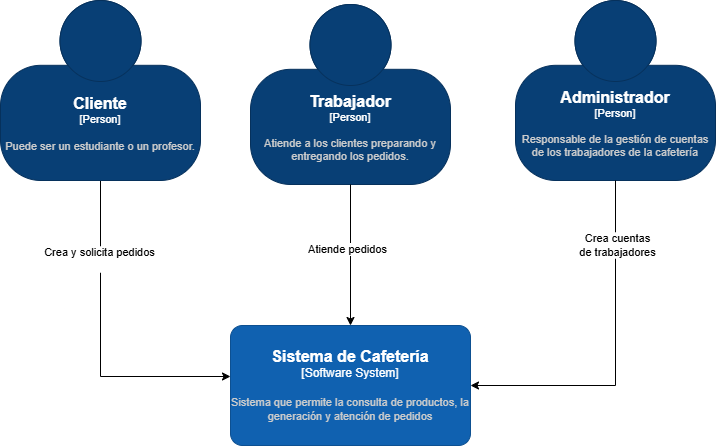 Cliente
[Person]
Puede ser un estudiante o un profesor.
Trabajador
[Person]
Atiende a los clientes preparando y
entregando los pedidos.
Administrador
[Person]
Responsable de la gestión de cuentas
de los trabajadores de la cafetería
Crea y solicita pedidos
Atiende pedidos
Crea cuentas
de trabajadores
Sistema de Cafetería
[Software System]
Sistema que permite la consulta de productos, la
generación y atención de pedidos